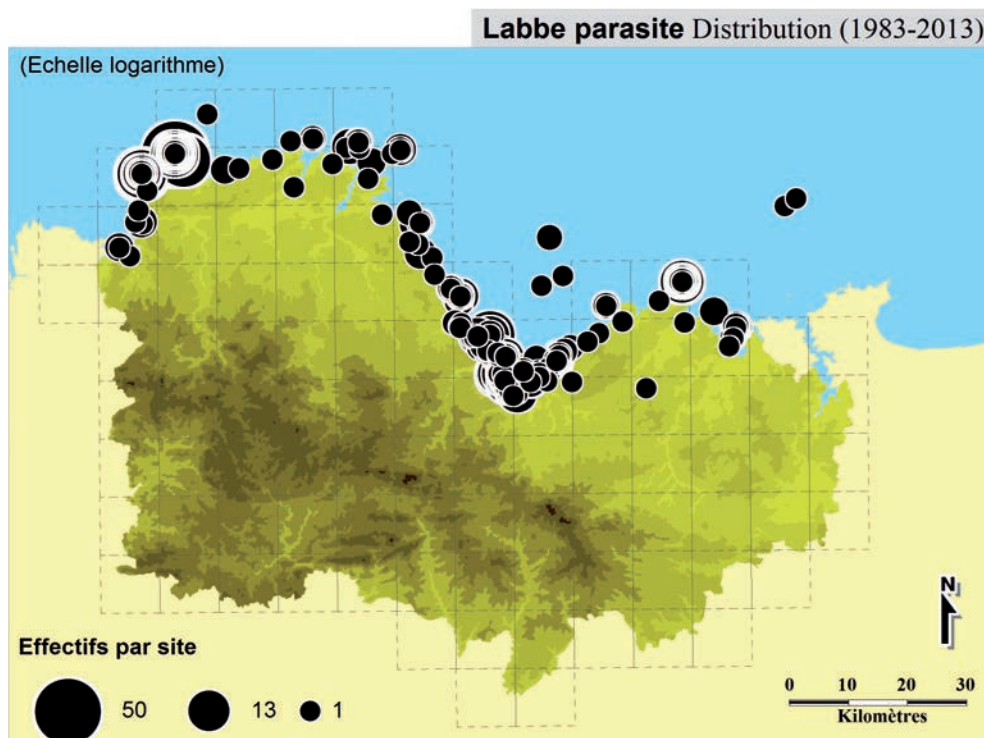 Labbe parasite Distribution (1983-2013)
(Echelle logarithme)
N
Effectifs par site
50 13 1
0 10 20 30
Kilomètres